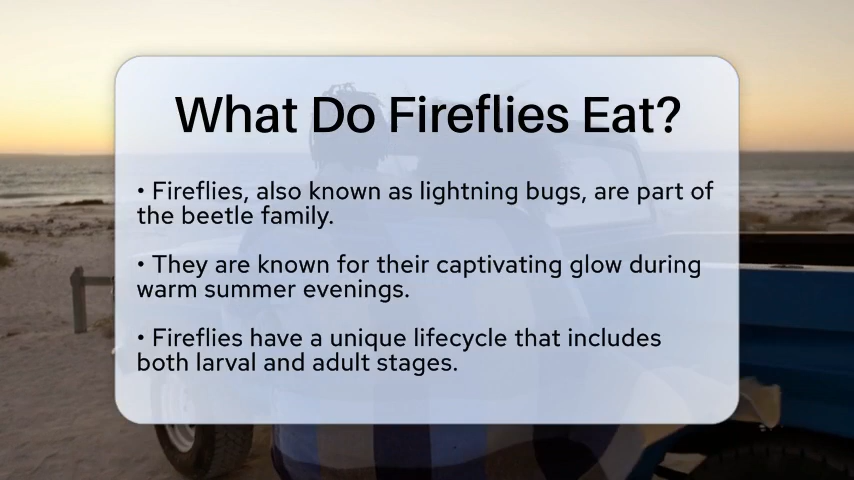 What Do Fireflies Eat?
• Fireflies, also known as lightning bugs, are part of
the beetle family.
• They are known for their captivating glow during
warm summer evenings.
• Fireflies have a unique lifecycle that includes
both larval and adult stages.